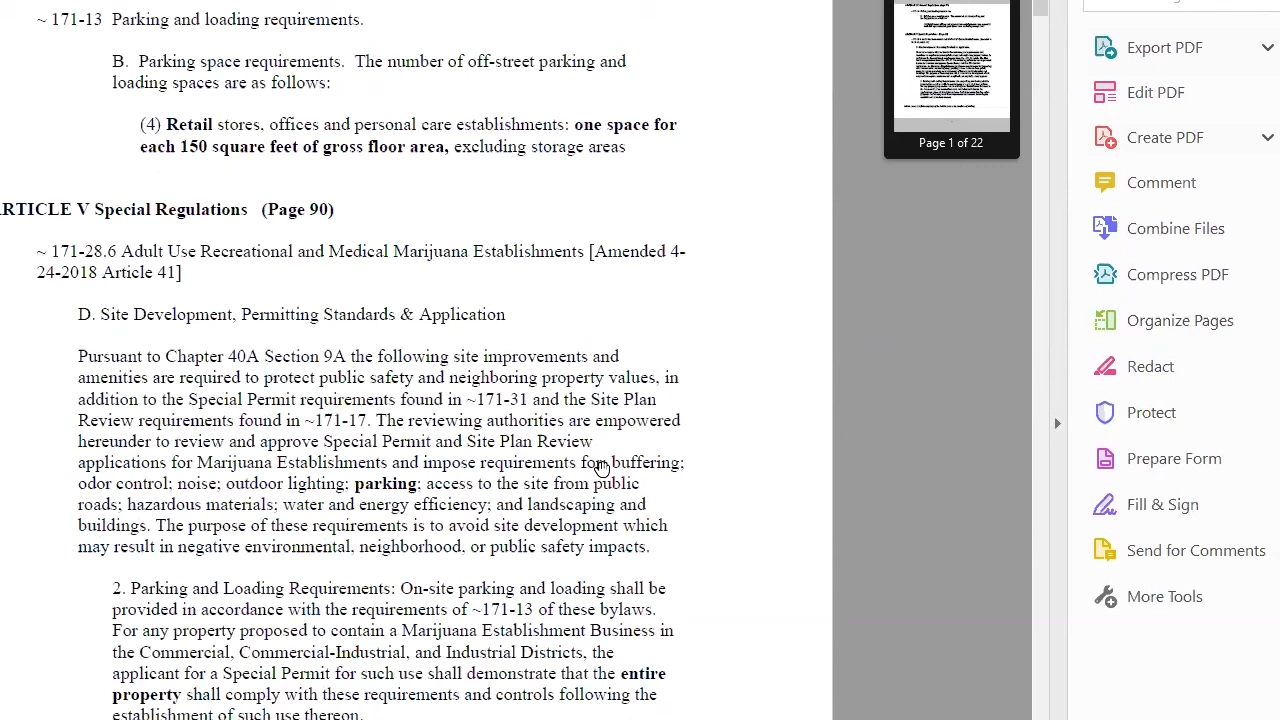 ~ 171-13 Parking and loading requirements.
B. Parking space requirements. The number of off-street parking and
loading spaces are as follows:
(4) Retail stores, offices and personal care establishments: one space for
each 150 square feet of gross floor area, excluding storage areas
RTICLE V Special Regulations (Page 90)
~ 171-28.6 Adult Use Recreational and Medical Marijuana Establishments [Amended 4-
24-2018 Article 41]
D. Site Development, Permitting Standards & Application
Pursuant to Chapter 40A Section 9A the following site improvements and
amenities are required to protect public safety and neighboring property values, in
addition to the Special Permit requirements found in ~171-31 and the Site Plan
Review requirements found in ~171-17. The reviewing authorities are empowered
hereunder to review and approve Special Permit and Site Plan Review
applications for Marijuana Establishments and impose requirements for buffering;
odor control; noise; outdoor lighting; parking; access to the site from public
roads; hazardous materials; water and energy efficiency; and landscaping and
buildings. The purpose of these requirements is to avoid site development which
may result in negative environmental, neighborhood, or public safety impacts.
2. Parking and Loading Requirements: On-site parking and loading shall be
provided in accordance with the requirements of ~171-13 of these bylaws.
For any property proposed to contain a Marijuana Establishment Business in
the Commercial, Commercial-Industrial, and Industrial Districts, the
applicant for a Special Permit for such use shall demonstrate that the entire
property shall comply with these requirements and controls following the
establishment of such use thereon.
Page 1 of 22
Export PDF
Edit PDF
Create PDF
Comment
Combine Files
Compress PDF
Organize Pages
Redact
Protect
Prepare Form
Fill & Sign
Send for Comments
More Tools